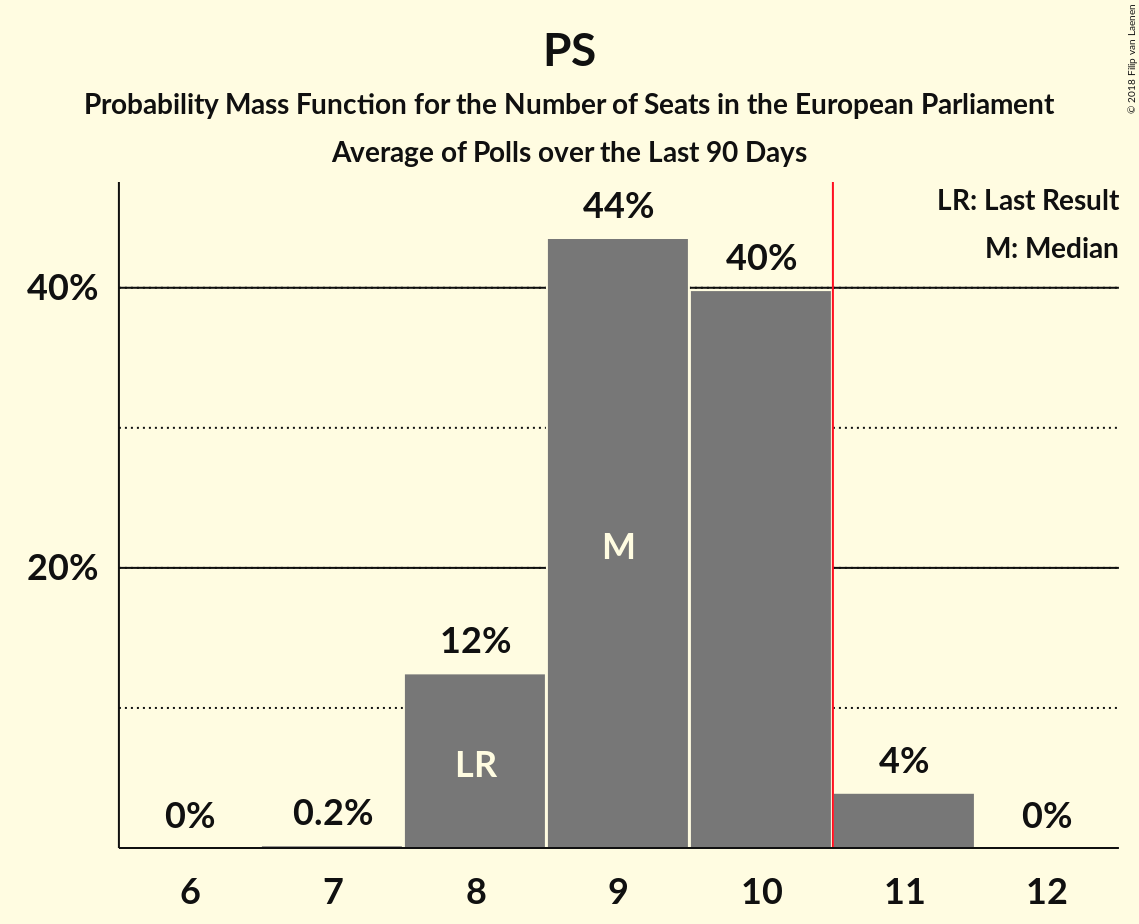 PS
Probability Mass Function for the Number of Seats in the European Parliament
Average of Polls over the Last 90 Days
© 2018 Filip van Laenen
LR: Last Result
M: Median
44%
40%
40%
M
20%
12%
LR
4%
0%
0.2%
0%
6 7 8 9 10 11 12